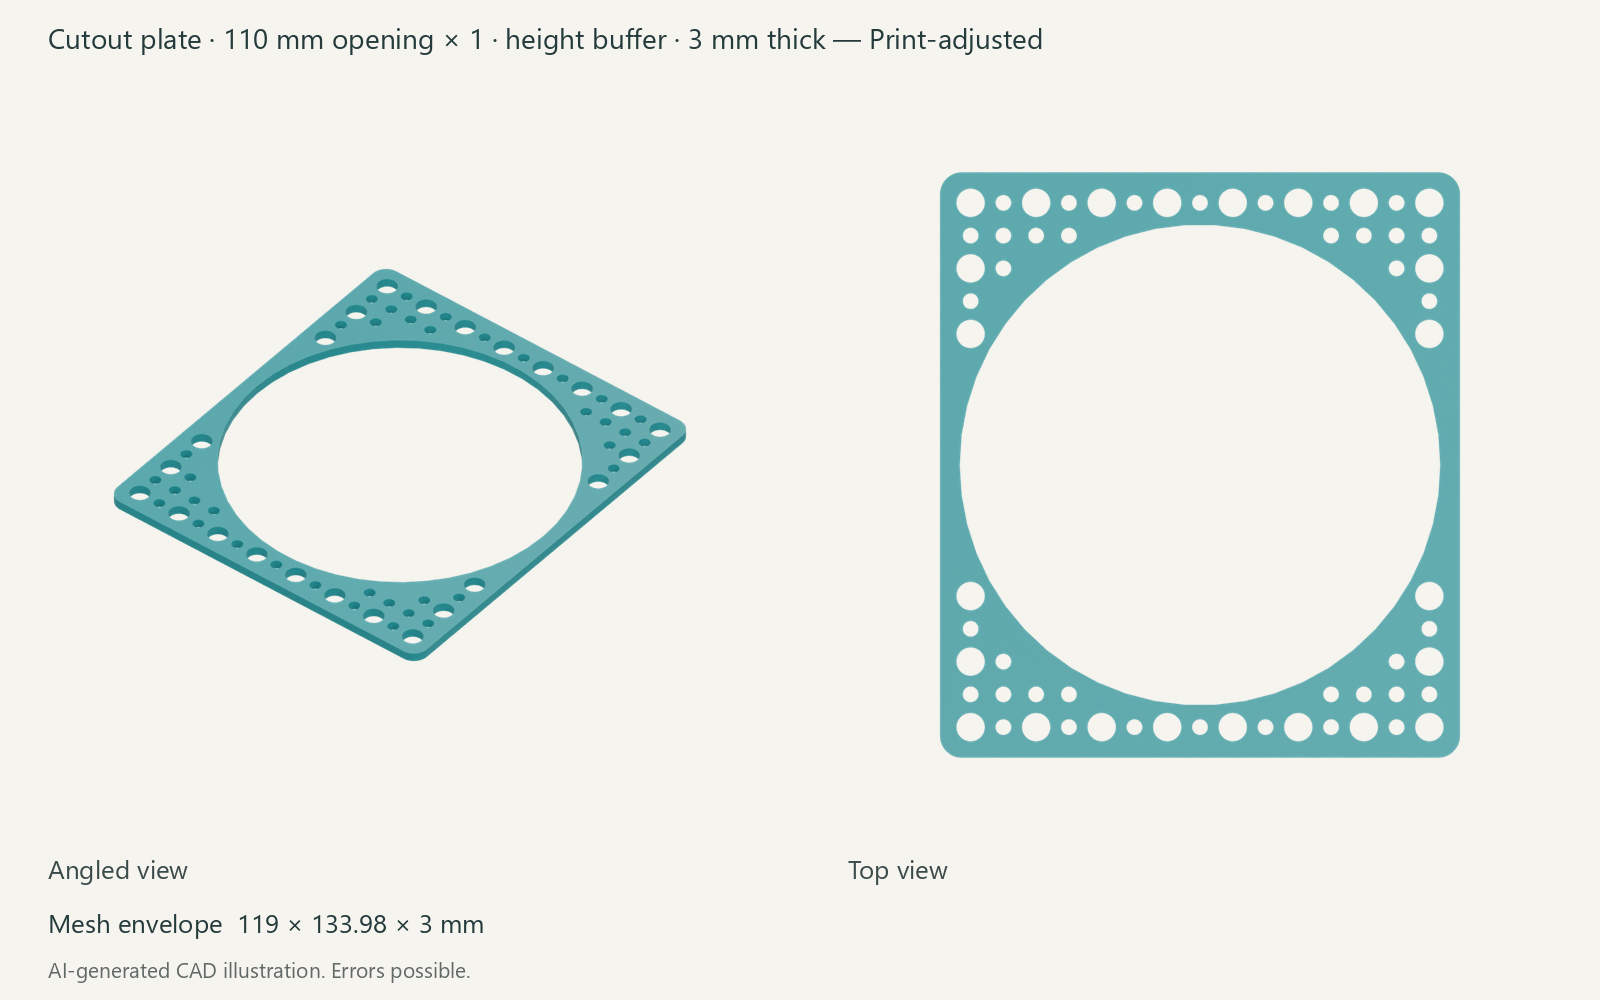 Cutout plate · 110 mm opening × 1 · height buffer · 3 mm thick — Print-adjusted
Angled view
Top view
Mesh envelope 119 × 133.98 × 3 mm
AI-generated CAD illustration. Errors possible.